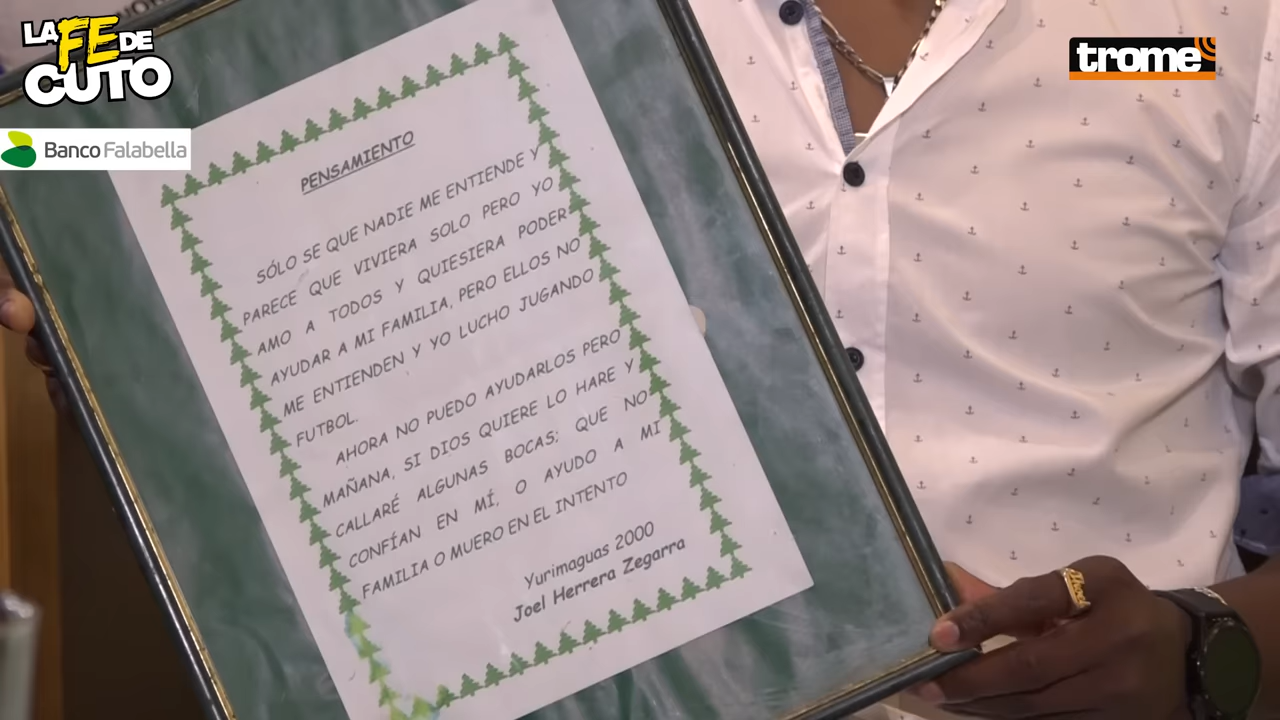 LA FE DE
CUTO
Banco Falabella
trome
PENSAMIENTO
SÓLO SE QUE NADIE ME ENTIENDE Y
PARECE QUE VIVIERA SOLO PERO YO
AMO A TODOS Y QUIESIERA PODER
AYUDAR A MI FAMILIA, PERO ELLOS NO
ME ENTIENDEN Y YO LUCHO JUGANDO
FUTBOL.
AHORA NO PUEDO AYUDARLOS PERO
MAÑANA, SI DIOS QUIERE LO HARE Y
CALLARÉ ALGUNAS BOCAS; QUE NO
CONFÍAN EN MÍ, O AYUDO A MI
FAMILIA O MUERO EN EL INTENTO
Yurimaguas 2000
Joel Herrera Zegarra